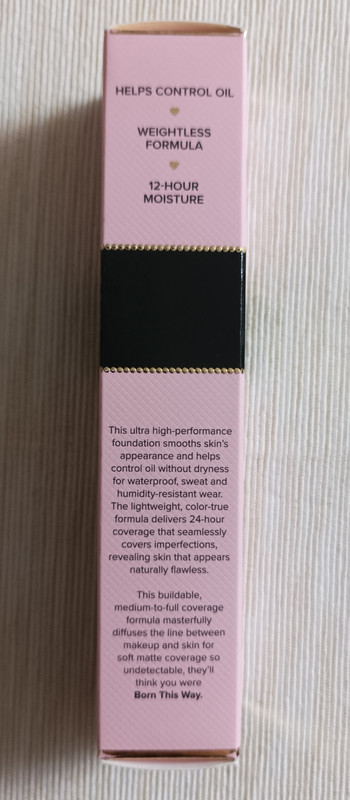 HELPS CONTROL OIL
WEIGHTLESS
FORMULA
12-HOUR
MOISTURE
This ultra high-performance
foundation smooths skin's
appearance and helps
control oil without dryness
for waterproof, sweat and
humidity-resistant wear.
The lightweight, color-true
formula delivers 24-hour
coverage that seamlessly
covers imperfections,
revealing skin that appears
naturally flawless.
This buildable,
medium-to-full coverage
formula masterfully
diffuses the line between
makeup and skin for
soft matte coverage so
undetectable, they'll
think you were
Born This Way.